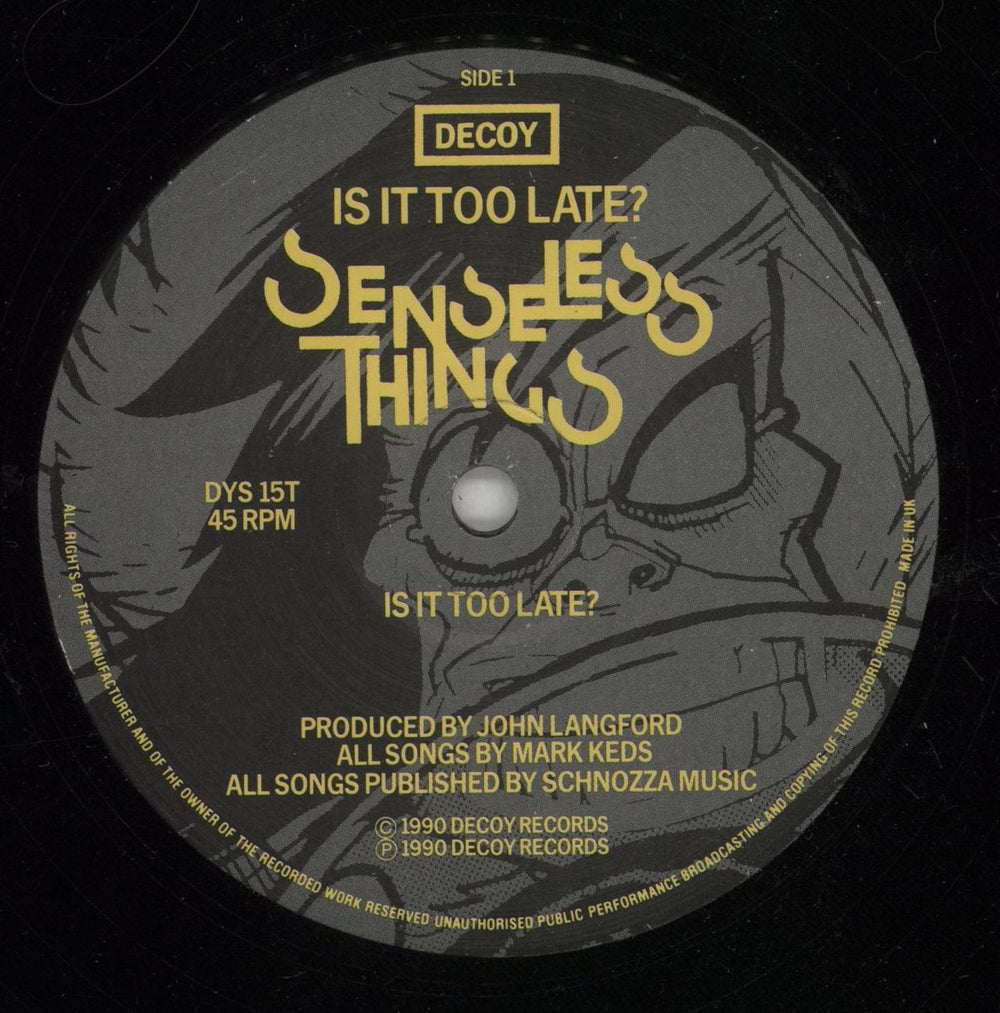 SIDE 1
DECOY
IS IT TOO LATE?
SENSELESS
THINGS
DYS 15T
45 RPM
IS IT TOO LATE?
PRODUCED BY JOHN LANGFORD
ALL SONGS BY MARK KEDS
ALL SONGS PUBLISHED BY SCHNOZZA MUSIC
© 1990 DECOY RECORDS
℗ 1990 DECOY RECORDS
ALL RIGHTS OF THE MANUFACTURER AND OF THE OWNER OF THE RECORDED WORK RESERVED UNAUTHORISED PUBLIC PERFORMANCE BROADCASTING AND COPYING OF THIS RECORD PROHIBITED MADE IN UK